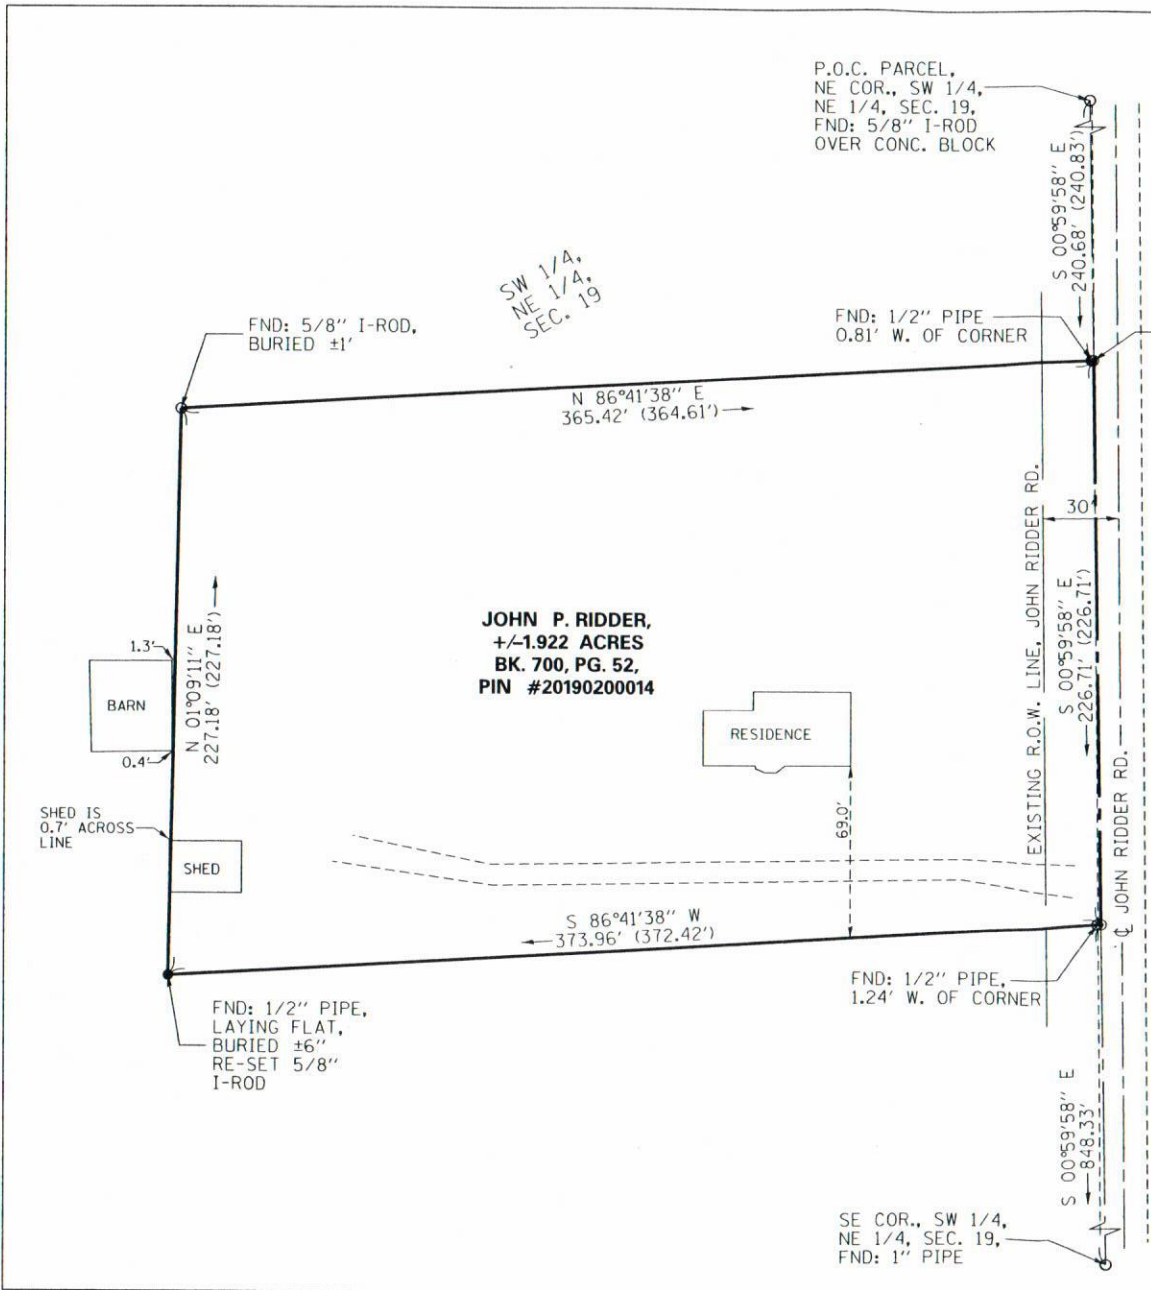 P.O.C. PARCEL,
NE COR., SW 1/4,
NE 1/4, SEC. 19,
FND: 5/8" I-ROD
OVER CONC. BLOCK
S 00°59'58" E
240.68' (240.83')
SW 1/4,
NE 1/4,
SEC. 19
FND: 5/8" I-ROD,
BURIED ±1'
FND: 1/2" PIPE
0.81' W. OF CORNER
N 86°41'38" E
365.42' (364.61')
EXISTING R.O.W. LINE, JOHN RIDDER RD.
30'
S 00°59'58" E
226.71' (226.71')
N 01°09'11" E
227.18' (227.18')
JOHN P. RIDDER,
+/-1.922 ACRES
BK. 700, PG. 52,
PIN #20190200014
1.3'
BARN
0.4'
RESIDENCE
69.0'
SHED IS
0.7' ACROSS
LINE
SHED
℄ JOHN RIDDER RD.
S 86°41'38" W
373.96' (372.42')
FND: 1/2" PIPE,
1.24' W. OF CORNER
FND: 1/2" PIPE,
LAYING FLAT,
BURIED ±6"
RE-SET 5/8"
I-ROD
S 00°59'58" E
848.33'
SE COR., SW 1/4,
NE 1/4, SEC. 19,
FND: 1" PIPE